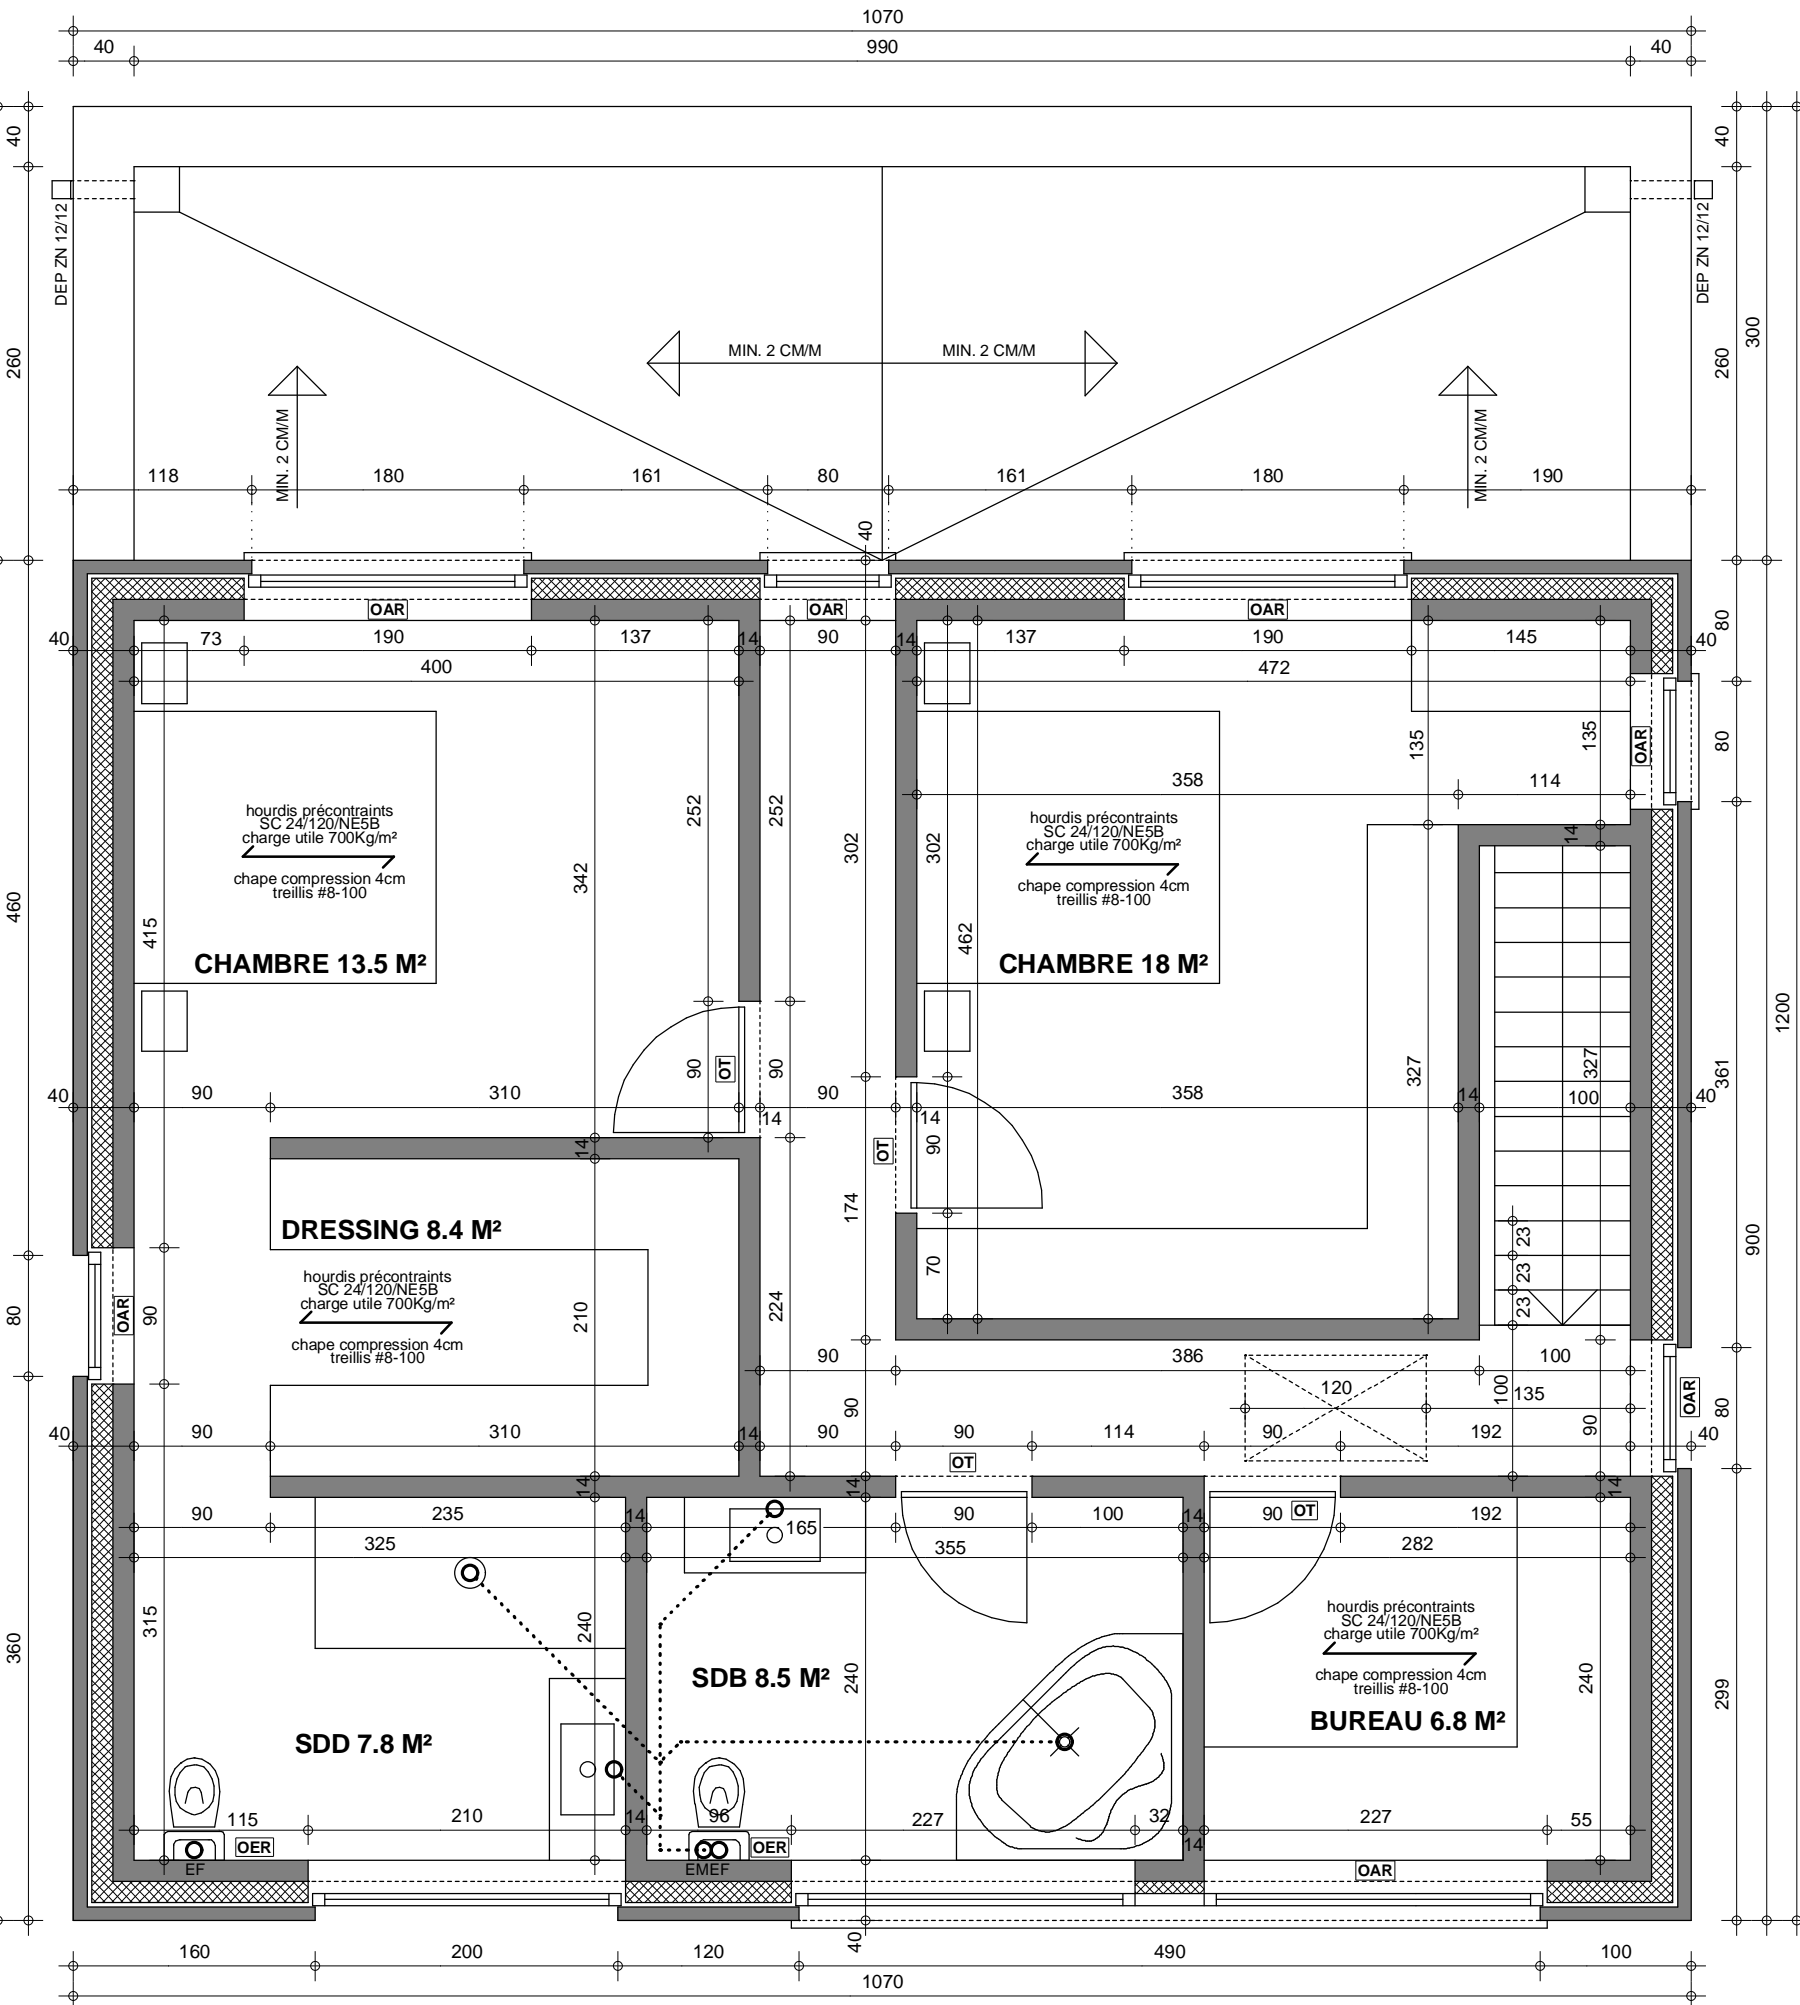 1070
40 990 40
40
40
DEP ZN 12/12
DEP ZN 12/12
260
260
300
MIN. 2 CM/M
MIN. 2 CM/M
MIN. 2 CM/M
MIN. 2 CM/M
118 180 161 80 161 180 190
40
OAR
OAR
OAR
40 73 190 137 14 90 14 137 190 145 40
80
400
472
135
135
80
OAR
358 114
252
252
302
302
hourdis précontraints
SC 24/120/NE5B
charge utile 700Kg/m²
chape compression 4cm
treillis #8-100
CHAMBRE 13.5 M²
hourdis précontraints
SC 24/120/NE5B
charge utile 700Kg/m²
chape compression 4cm
treillis #8-100
CHAMBRE 18 M²
14
342
460
415
462
1200
90
OT
90
327
327
361
40 90 310 14 90 14 358 14 100 40
90
OT
14
174
DRESSING 8.4 M²
hourdis précontraints
SC 24/120/NE5B
charge utile 700Kg/m²
chape compression 4cm
treillis #8-100
70
23
23
23
900
80
OAR
90
210
224
90 386 100
120
135
100
90
90
OAR
80
40 90 310 14 90 90 114 90 192 40
OT
14
14
14
90 235 14 165 90 100 14 90 OT 192
325 355 282
315
240
240
240
360
299
hourdis précontraints
SC 24/120/NE5B
charge utile 700Kg/m²
chape compression 4cm
treillis #8-100
BUREAU 6.8 M²
SDB 8.5 M²
SDD 7.8 M²
115 210 14 96 227 32 227 55
14
OER
OER
OAR
EF
EMEF
40
160 200 120 490 100
1070